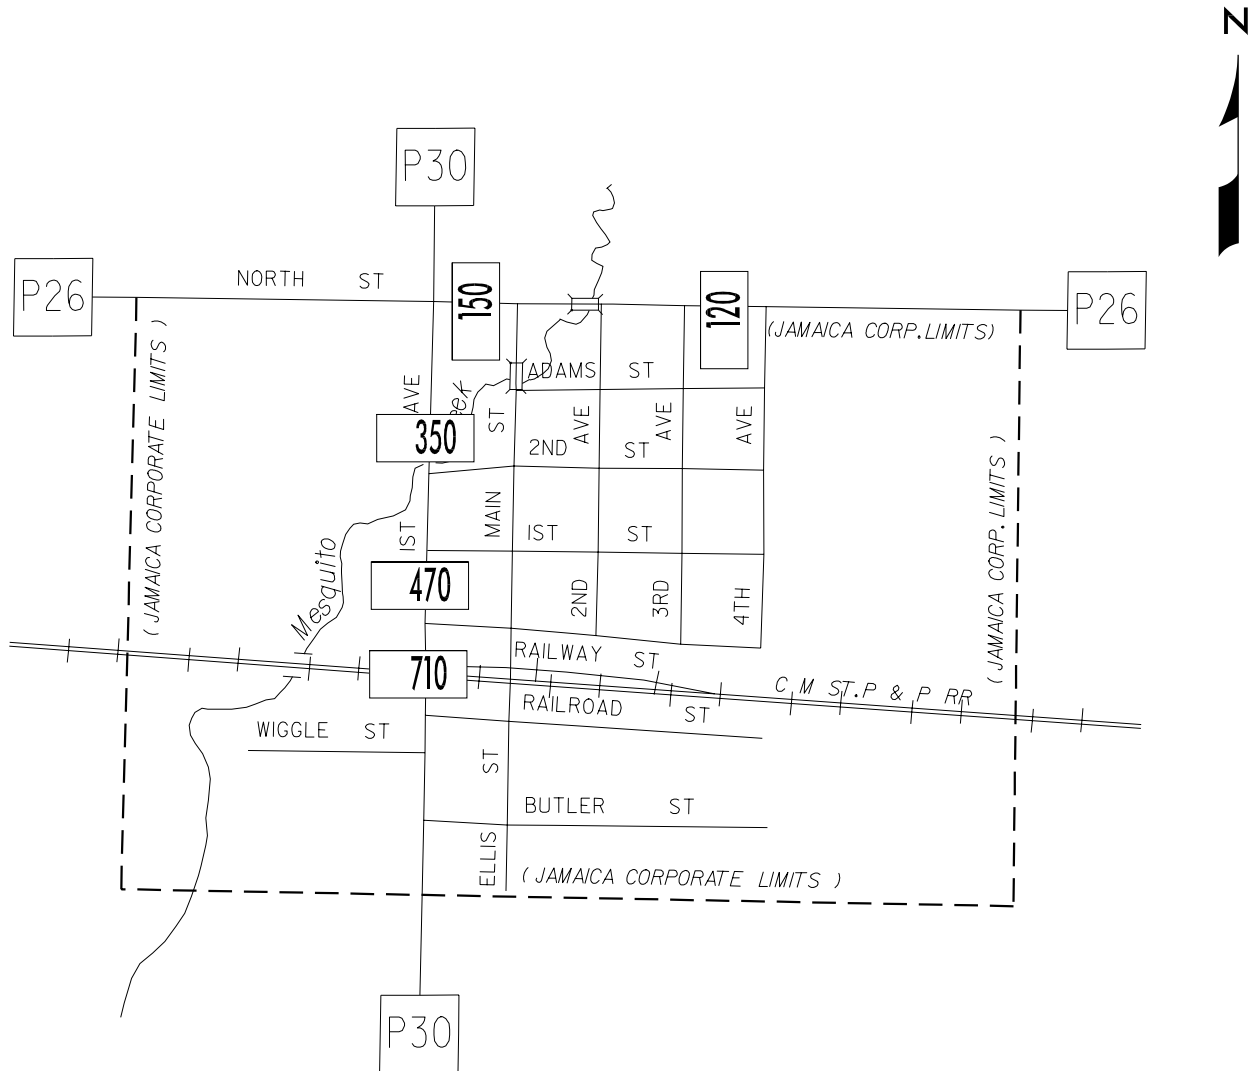 N
P30
P26
NORTH ST
150
120
P26
(JAMAICA CORP.LIMITS)
(JAMAICA CORPORATE LIMITS )
ADAMS ST
AVE
eek
ST
350
2ND ST
AVE
AVE
AVE
(JAMAICA CORP. LIMITS )
MAIN
IST
IST ST
Mesquito
470
2ND
3RD
4TH
RAILWAY ST
710
C M ST.P & P RR
RAILROAD ST
WIGGLE ST
ST
BUTLER ST
ELLIS
( JAMAICA CORPORATE LIMITS )
P30